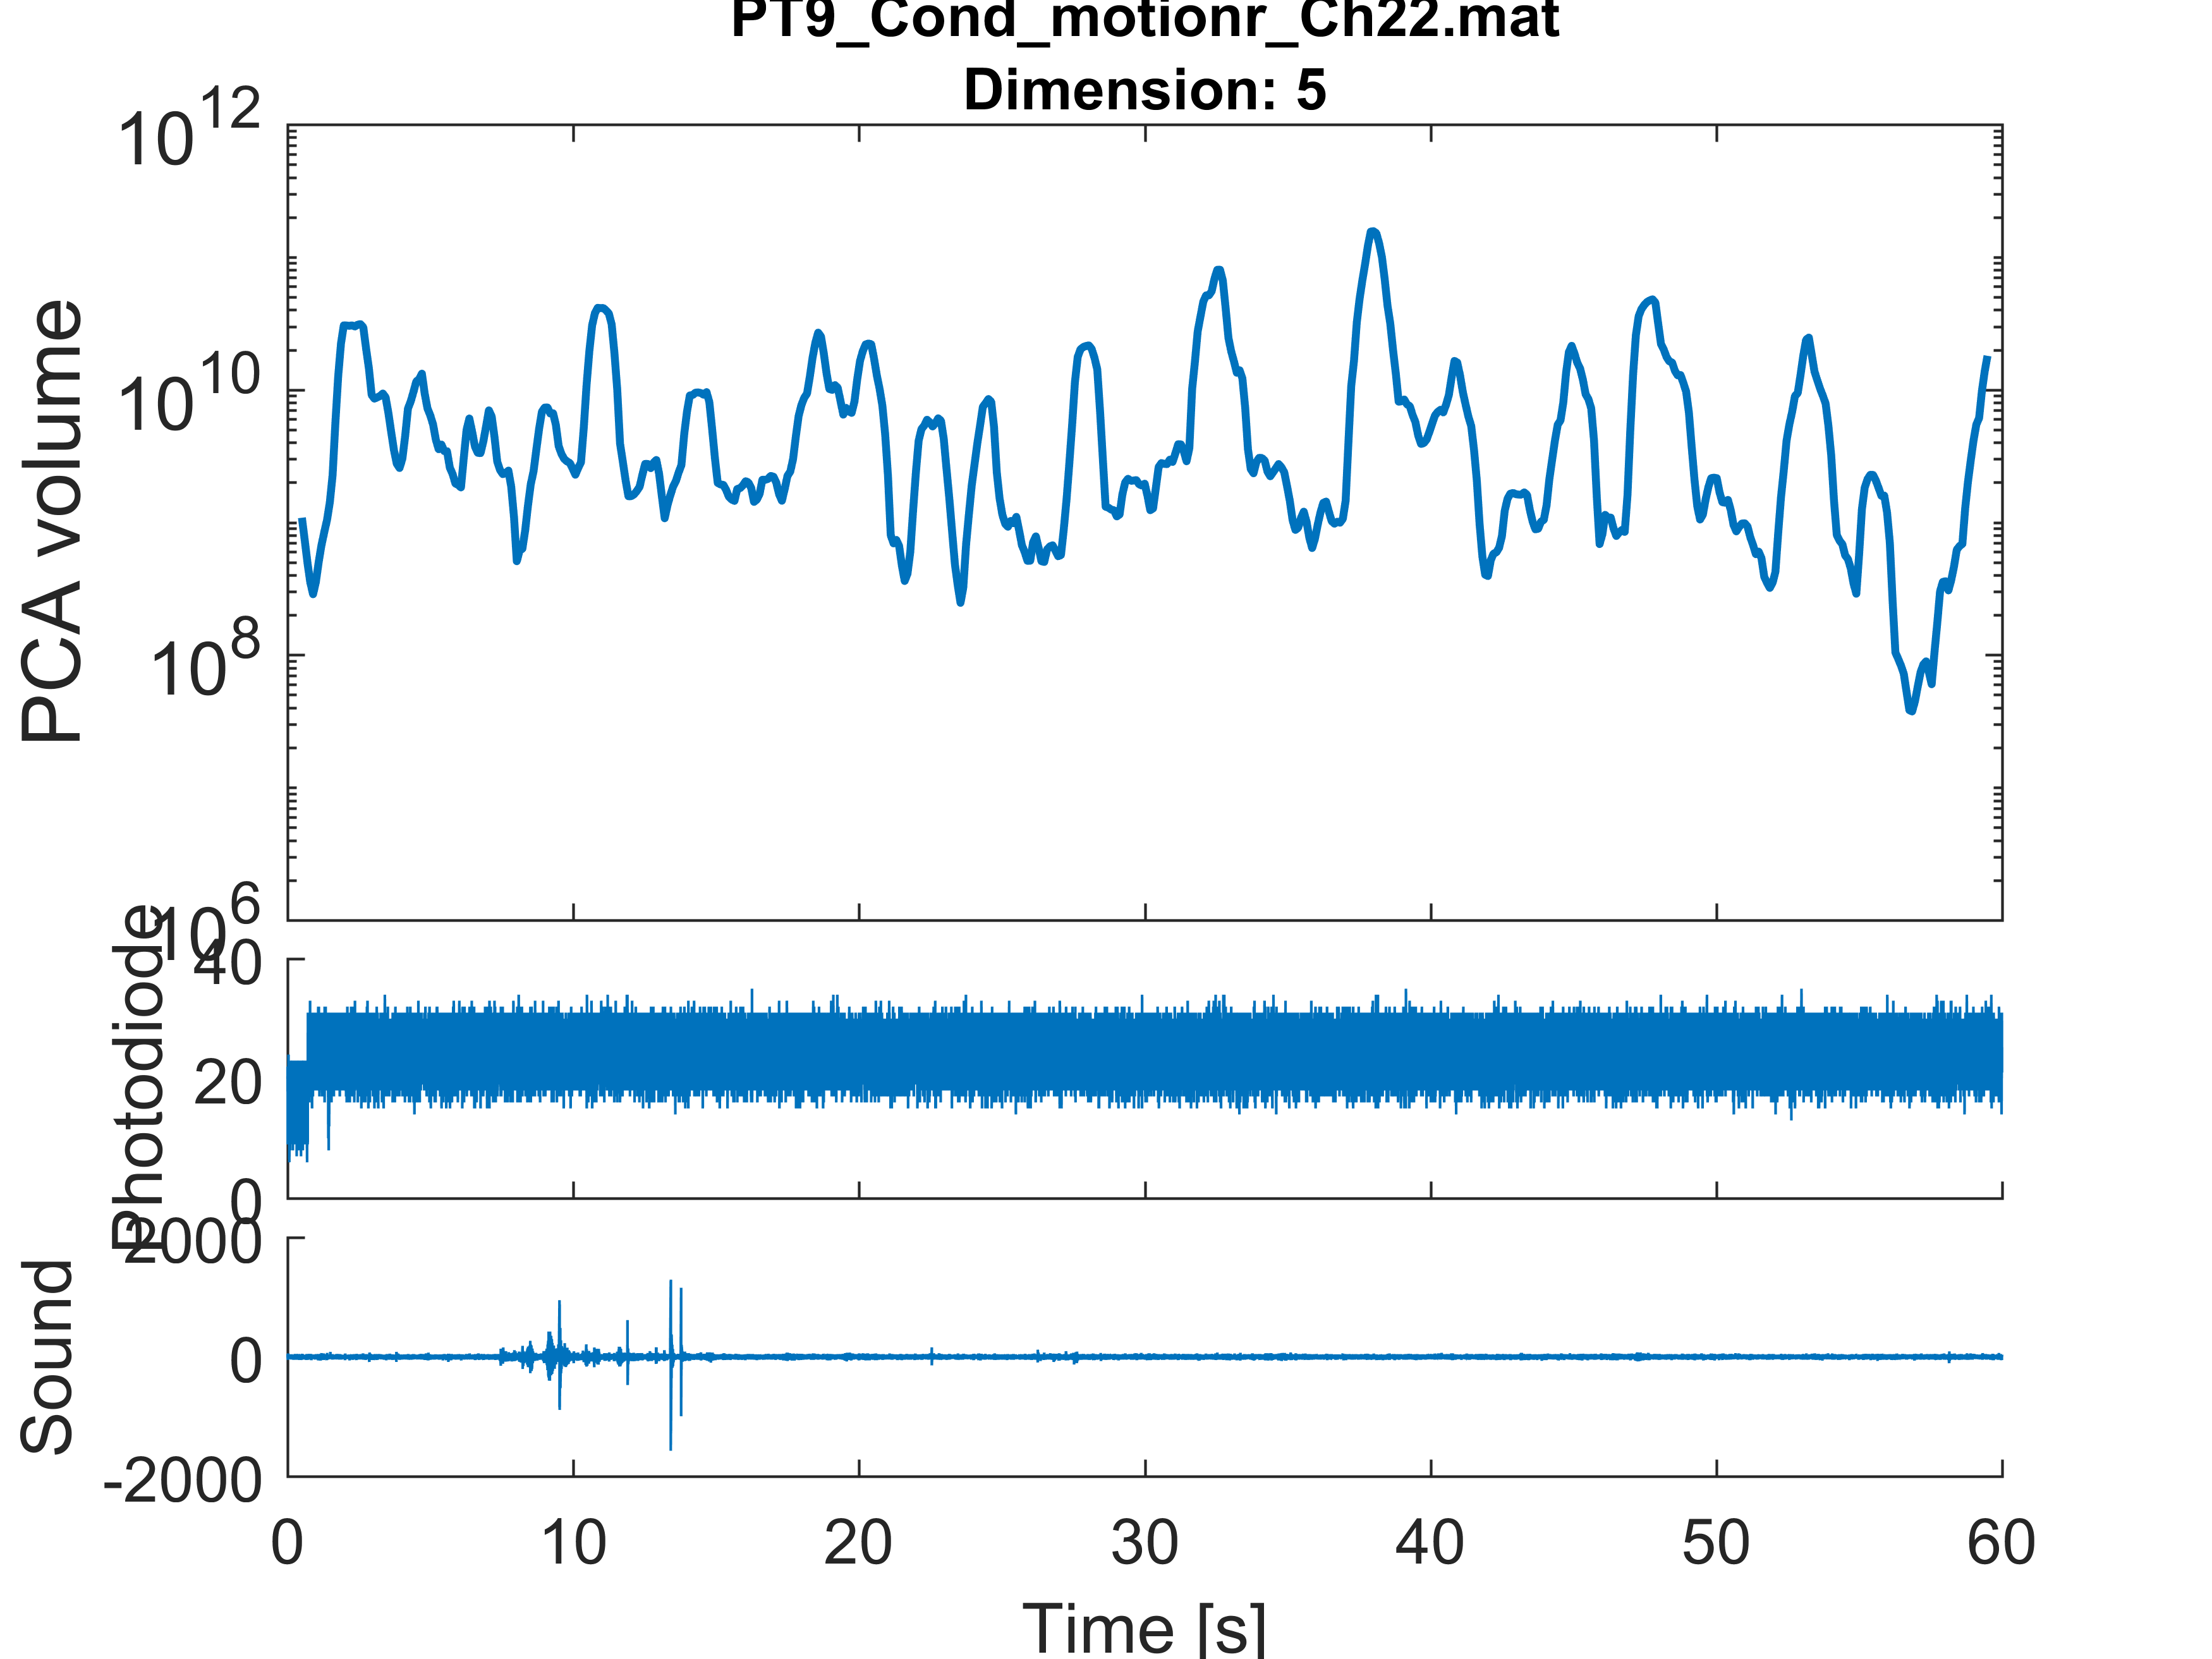 PT9_Cond_motionr_Ch22.mat
Dimension: 5
PCA volume
10^12
10^10
10^8
10^6
Photodiode
40
20
0
Sound
2000
0
-2000
0 10 20 30 40 50 60
Time [s]